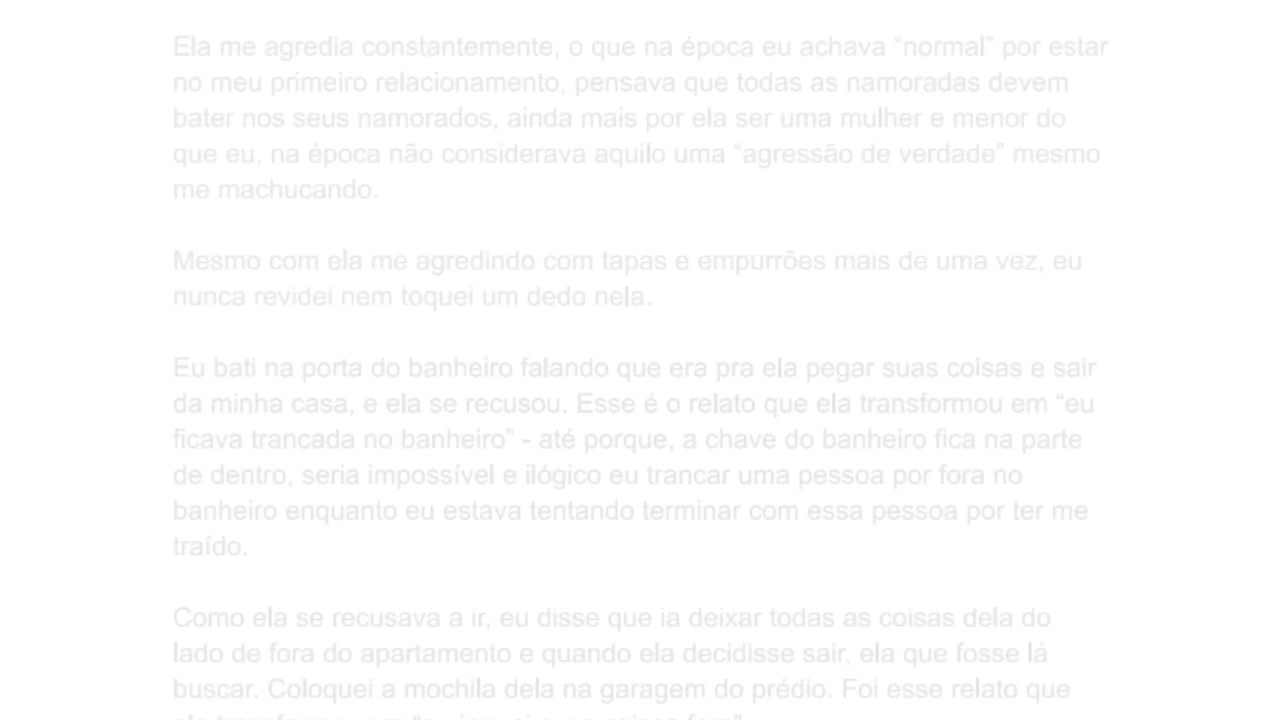 Ela me agredia constantemente, o que na época eu achava “normal” por estar
no meu primeiro relacionamento, pensava que todas as namoradas devem
bater nos seus namorados, ainda mais por ela ser uma mulher e menor do
que eu, na época não considerava aquilo uma “agressão de verdade” mesmo
me machucando.
Mesmo com ela me agredindo com tapas e empurrões mais de uma vez, eu
nunca revidei nem toquei um dedo nela.
Eu bati na porta do banheiro falando que era pra ela pegar suas coisas e sair
da minha casa, e ela se recusou. Esse é o relato que ela transformou em “eu
ficava trancada no banheiro” - até porque, a chave do banheiro fica na parte
de dentro, seria impossível e ilógico eu trancar uma pessoa por fora no
banheiro enquanto eu estava tentando terminar com essa pessoa por ter me
traído.
Como ela se recusava a ir, eu disse que ia deixar todas as coisas dela do
lado de fora do apartamento e quando ela decidisse sair, ela que fosse lá
buscar. Coloquei a mochila dela na garagem do prédio. Foi esse relato que